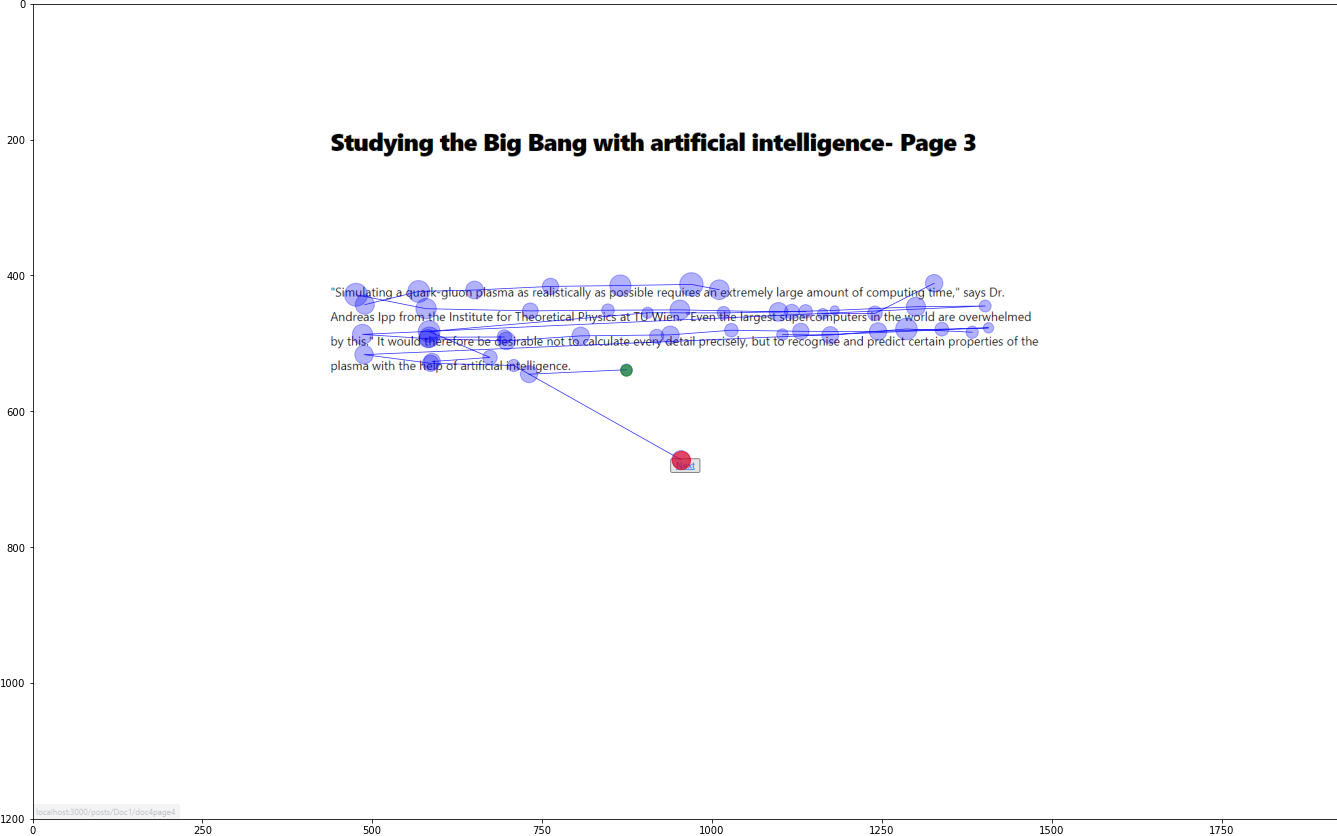 0
200
Studying the Big Bang with artificial intelligence- Page 3
400
"Simulating a quark-gluon plasma as realistically as possible requires an extremely large amount of computing time," says Dr.
Andreas Ipp from the Institute for Theoretical Physics at TU Wien. "Even the largest supercomputers in the world are overwhelmed
by this." It would therefore be desirable not to calculate every detail precisely, but to recognise and predict certain properties of the
plasma with the help of artificial intelligence.
600
Next
800
1000
localhost:3000/posts/Doc1/doc4page4
1200
0 250 500 750 1000 1250 1500 1750